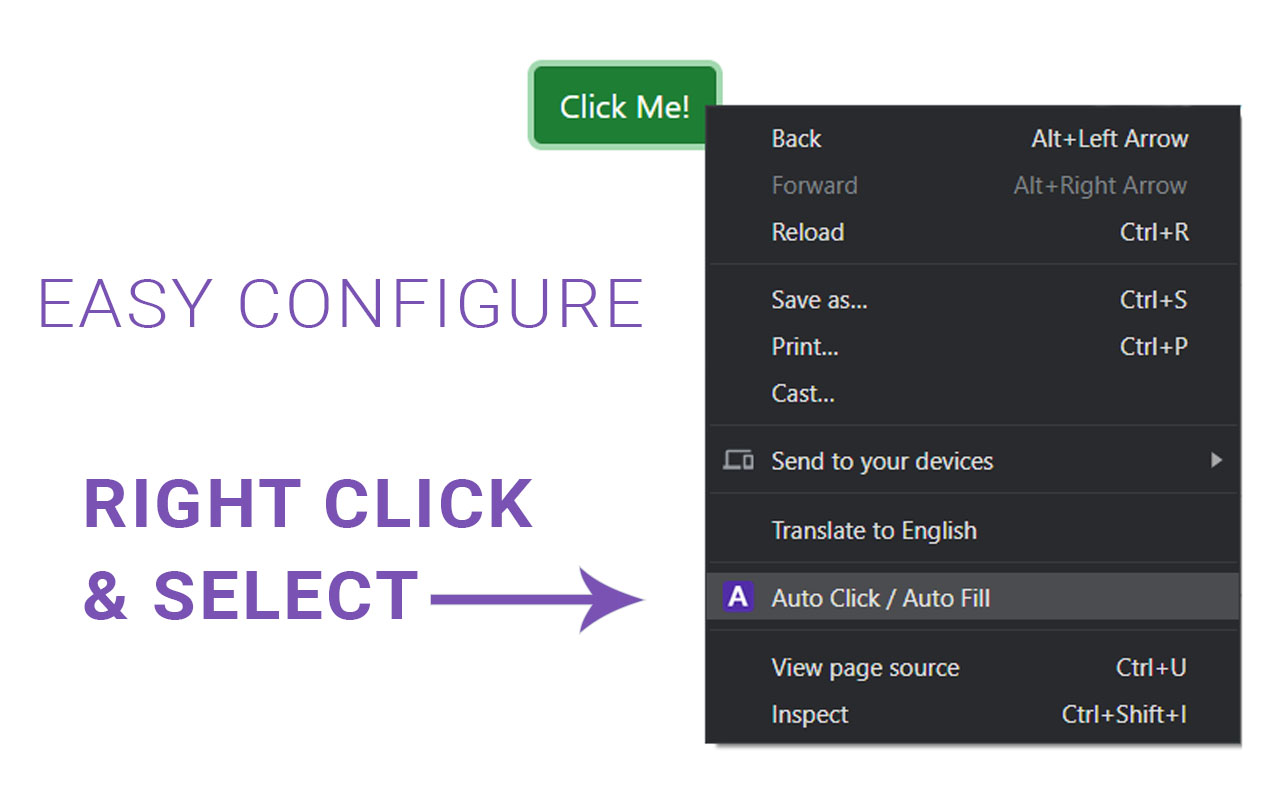 Click Me!
Back Alt+Left Arrow
Forward Alt+Right Arrow
Reload Ctrl+R
EASY CONFIGURE
Save as... Ctrl+S
Print... Ctrl+P
Cast...
Send to your devices
RIGHT CLICK
& SELECT
Translate to English
A Auto Click / Auto Fill
View page source Ctrl+U
Inspect Ctrl+Shift+I